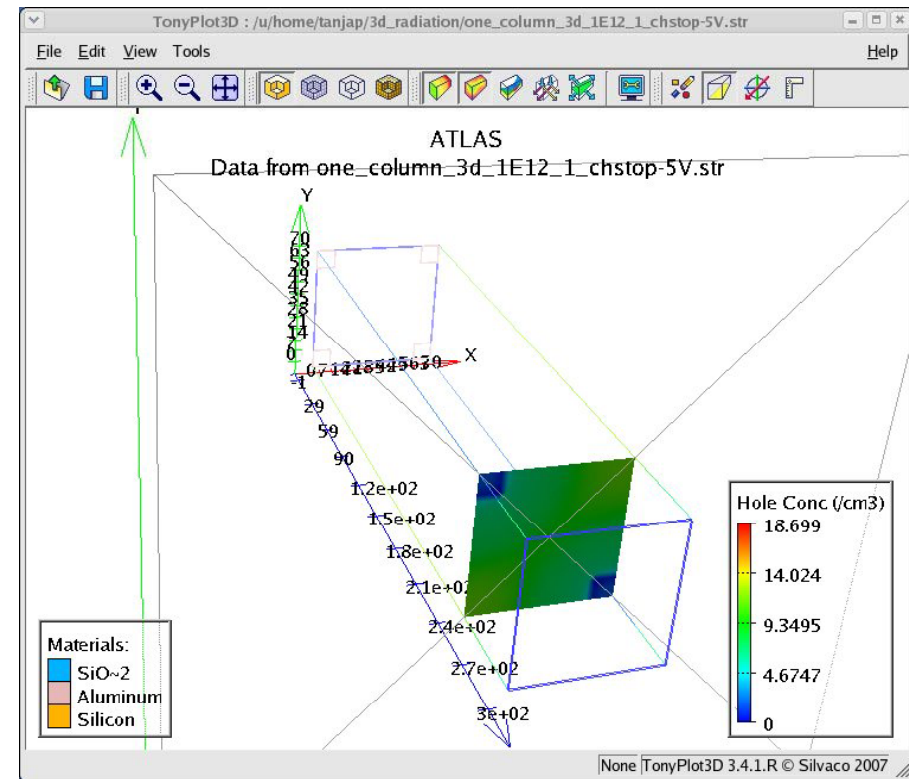 TonyPlot3D : /u/home/tanjap/3d_radiation/one_column_3d_1E12_1_chstop-5V.str
File Edit View Tools Help
ATLAS
Data from one_column_3d_1E12_1_chstop-5V.str
Y
70
63
56
49
42
35
28
21
14
7
0
X
-1
29
59
90
1.2e+02
1.5e+02
1.8e+02
2.1e+02
2.4e+02
2.7e+02
3e+02
Hole Conc (/cm3)
18.699
14.024
9.3495
4.6747
0
Materials:
SiO~2
Aluminum
Silicon
None TonyPlot3D 3.4.1.R © Silvaco 2007